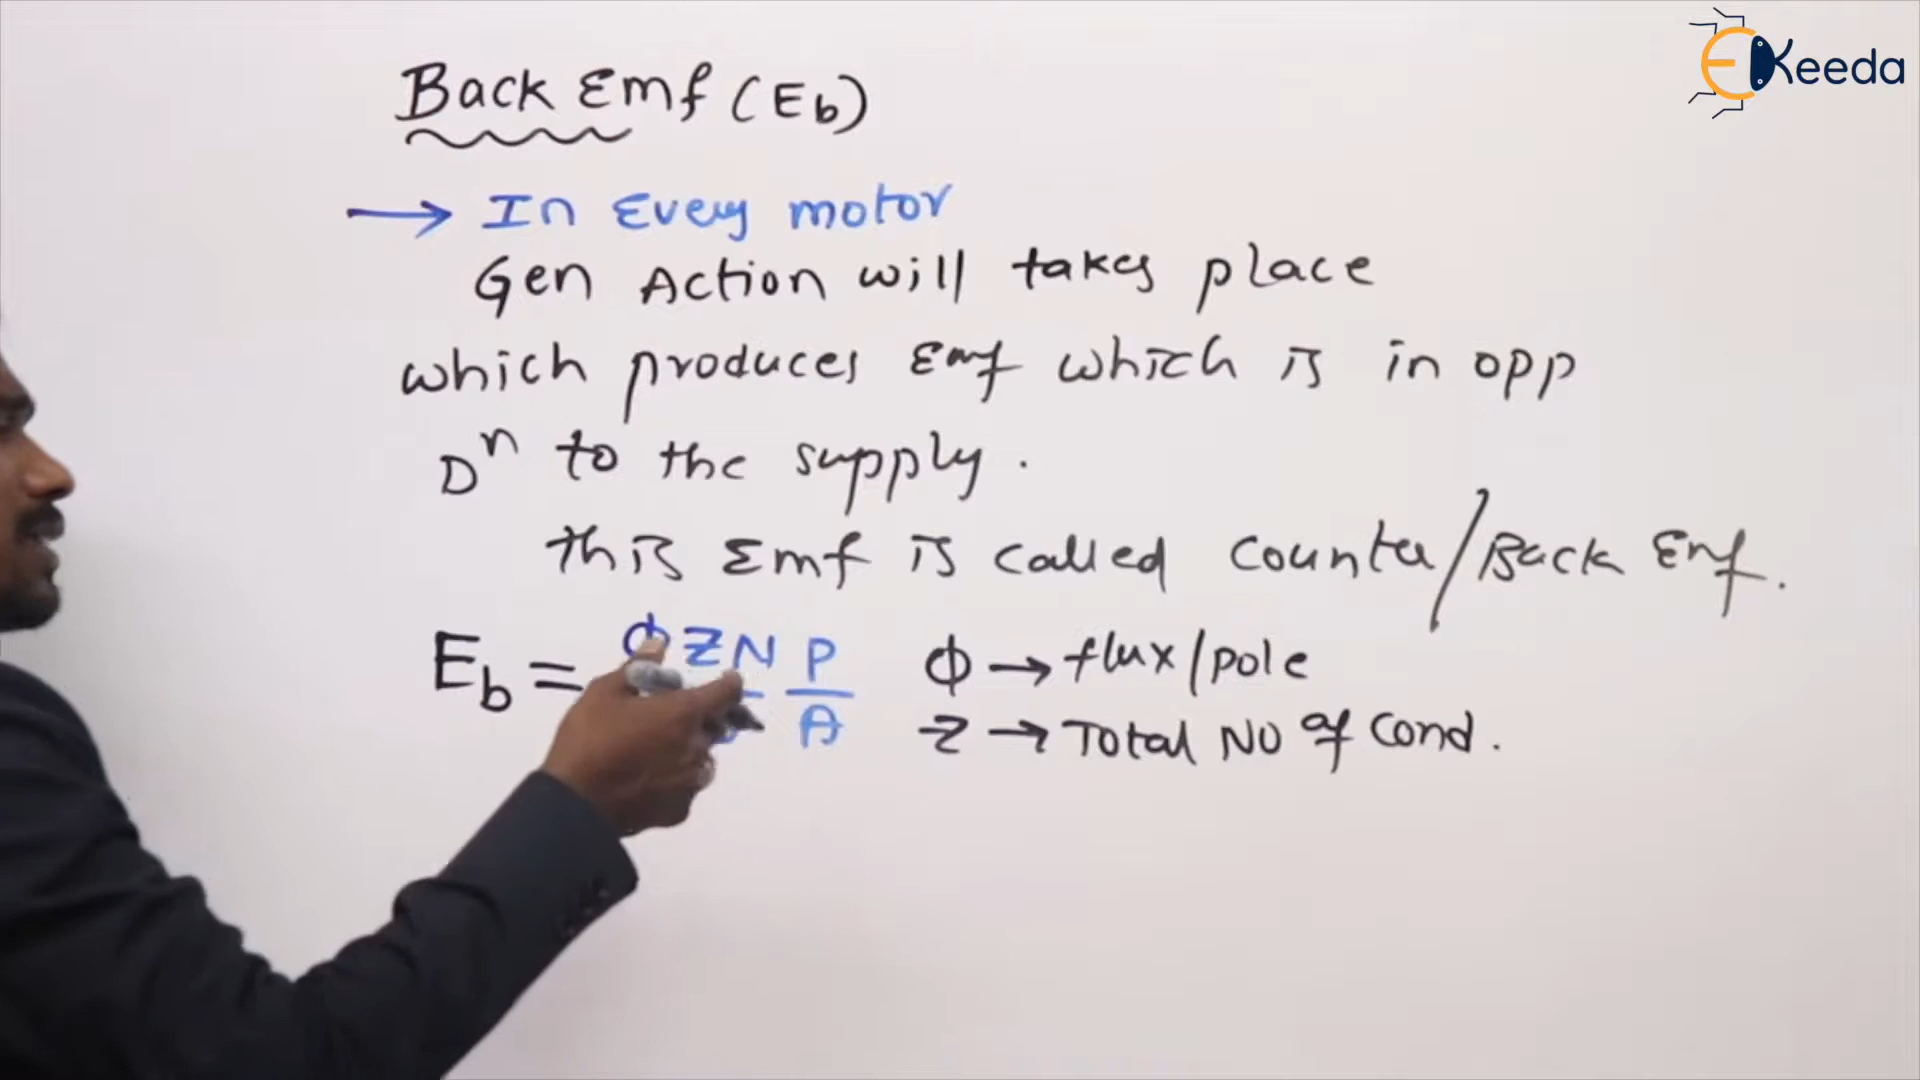 EKeeda
Back Emf (Eb)
→ In Every motor
Gen Action will takes place
which produces Emf which is in opp
Dⁿ to the supply.
this Emf is called Counter/Back Emf.
Eb = ϕZN P/A
ϕ → flux/pole
Z → Total No of Cond.